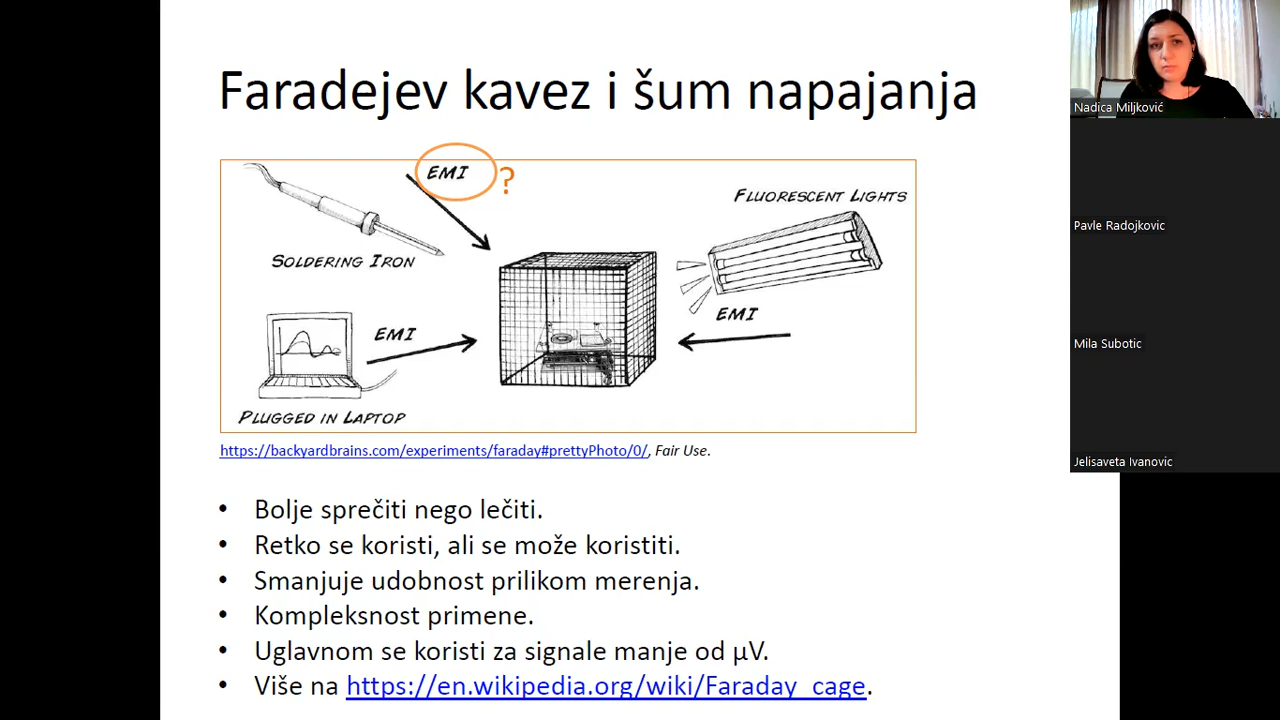 Faradejev kavez i šum napajanja
EMI
?
FLUORESCENT LIGHTS
SOLDERING IRON
EMI
EMI
PLUGGED IN LAPTOP
https://backyardbrains.com/experiments/faraday#prettyPhoto/0/, Fair Use.
• Bolje sprečiti nego lečiti.
• Retko se koristi, ali se može koristiti.
• Smanjuje udobnost prilikom merenja.
• Kompleksnost primene.
• Uglavnom se koristi za signale manje od µV.
• Više na https://en.wikipedia.org/wiki/Faraday_cage.
Nadica Miljković
Pavle Radojkovic
Mila Subotic
Jelisaveta Ivanovic